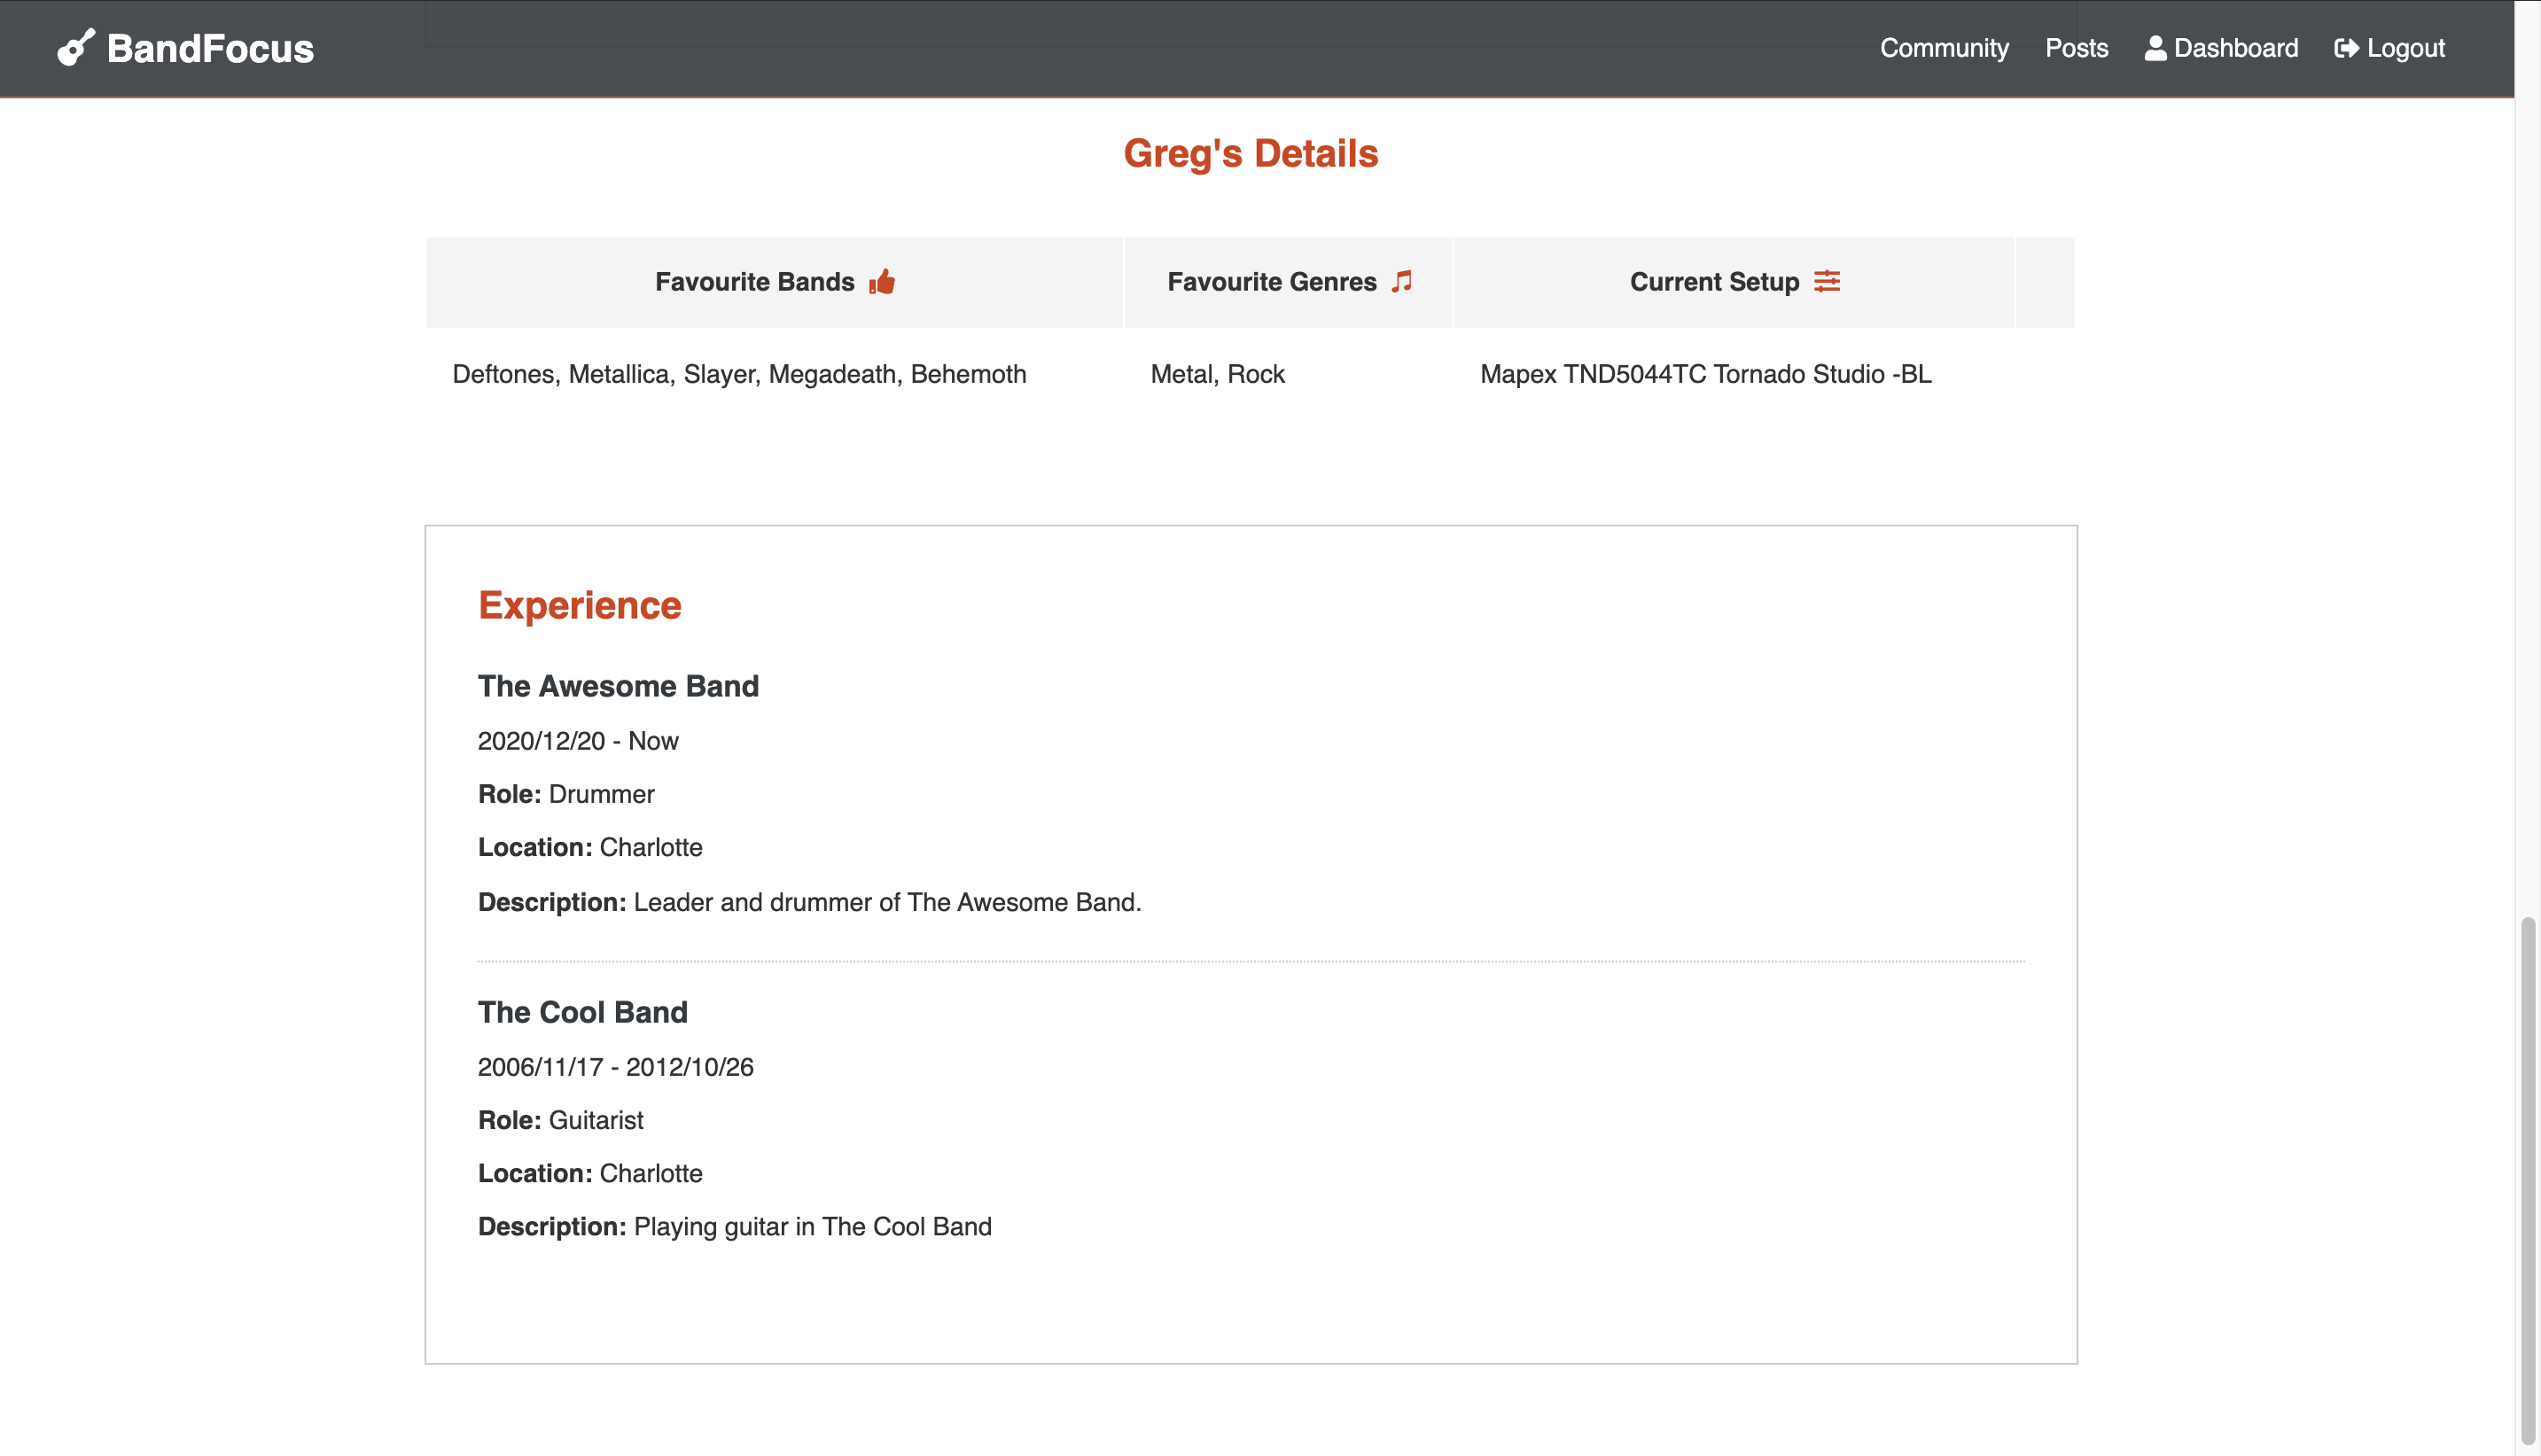 BandFocus
Community Posts Dashboard Logout
Greg's Details
Favourite Bands Favourite Genres Current Setup
Deftones, Metallica, Slayer, Megadeath, Behemoth Metal, Rock Mapex TND5044TC Tornado Studio -BL
Experience
The Awesome Band
2020/12/20 - Now
Role: Drummer
Location: Charlotte
Description: Leader and drummer of The Awesome Band.
The Cool Band
2006/11/17 - 2012/10/26
Role: Guitarist
Location: Charlotte
Description: Playing guitar in The Cool Band